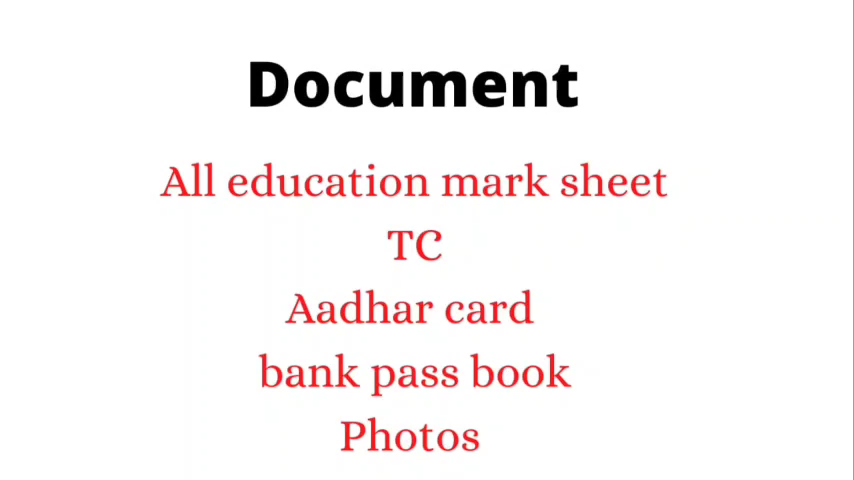 Document
All education mark sheet
TC
Aadhar card
bank pass book
Photos